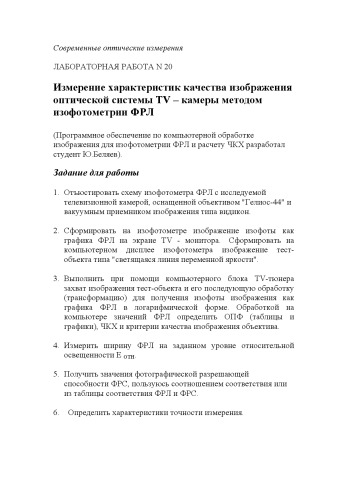 Современные оптические измерения
ЛАБОРАТОРНАЯ РАБОТА N 20
Измерение характеристик качества изображения
оптической системы TV – камеры методом
изофотометрии ФРЛ
(Программное обеспечение по компьютерной обработке
изображения для изофотометрии ФРЛ и расчету ЧКХ разработал
студент Ю.Беляев).
Задание для работы
1. Отъюстировать схему изофотометра ФРЛ с исследуемой
телевизионной камерой, оснащенной объективом "Гелиос-44" и
вакуумным приемником изображения типа видикон.
2. Сформировать на изофотометре изображение изофоты как
графика ФРЛ на экране TV - монитора. Сформировать на
компьютерном дисплее изофотометра изображение тест-
объекта типа "светящаяся линия переменной яркости".
3. Выполнить при помощи компьютерного блока TV-тюнера
захват изображения тест-объекта и его последующую обработку
(трансформацию) для получения изофоты изображения как
графика ФРЛ в логарифмической форме. Обработкой на
компьютере значений ФРЛ определить ОПФ (таблицы и
графики), ЧКХ и критерии качества изображения объектива.
4. Измерить ширину ФРЛ на заданном уровне относительной
освещенности E отн.
5. Получить значения фотографической разрешающей
способности ФРС, пользуюсь соотношением соответствия или
из таблицы соответствия ФРЛ и ФРС.
6. Определить характеристики точности измерения.